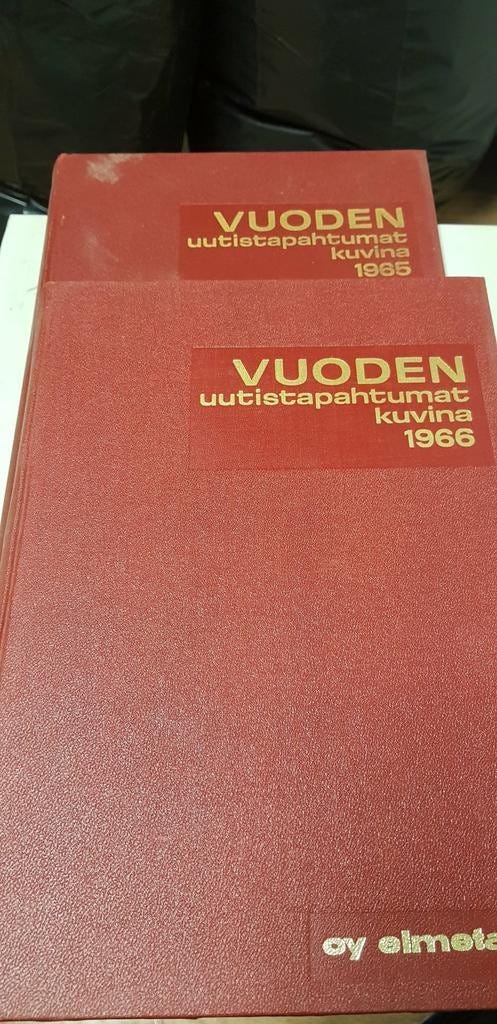 VUODEN
uutistapahtumat
kuvina
1965
VUODEN
uutistapahtumat
kuvina
1966
oy elmeta